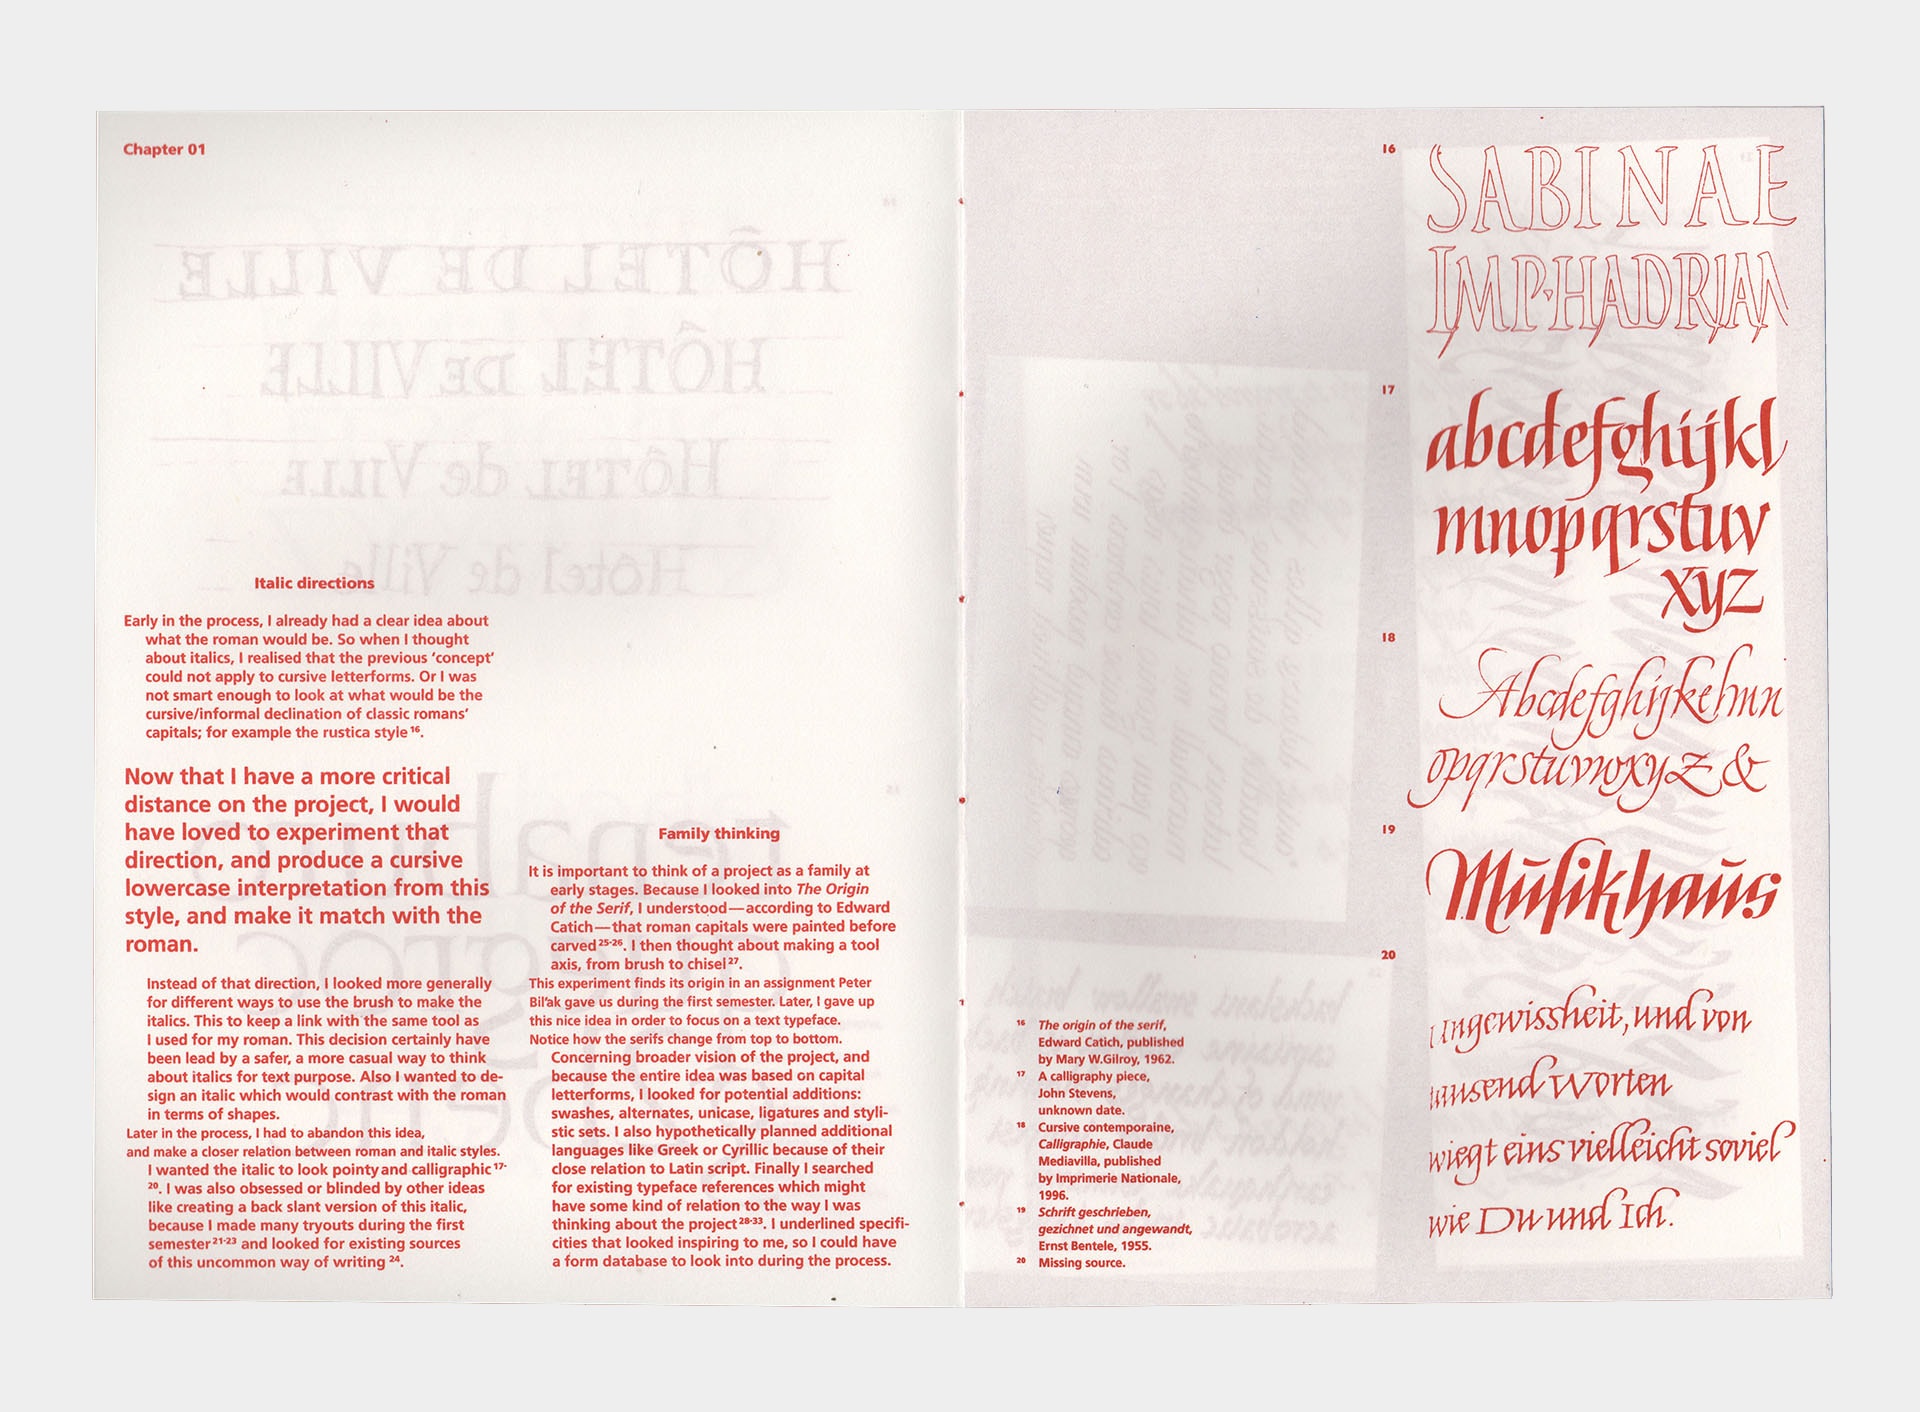 Chapter 01
Italic directions
Early in the process, I already had a clear idea about
what the roman would be. So when I thought
about italics, I realised that the previous ‘concept’
could not apply to cursive letterforms. Or I was
not smart enough to look at what would be the
cursive/informal declination of classic romans’
capitals; for example the rustica style 16.
Now that I have a more critical
distance on the project, I would
have loved to experiment that
direction, and produce a cursive
lowercase interpretation from this
style, and make it match with the
roman.
Instead of that direction, I looked more generally
for different ways to use the brush to make the
italics. This to keep a link with the same tool as
I used for my roman. This decision certainly have
been lead by a safer, a more casual way to think
about italics for text purpose. Also I wanted to de-
sign an italic which would contrast with the roman
in terms of shapes.
Later in the process, I had to abandon this idea,
and make a closer relation between roman and italic styles.
I wanted the italic to look pointy and calligraphic 17-
20. I was also obsessed or blinded by other ideas
like creating a back slant version of this italic,
because I made many tryouts during the first
semester 21-23 and looked for existing sources
of this uncommon way of writing 24.
Family thinking
It is important to think of a project as a family at
early stages. Because I looked into The Origin
of the Serif, I understood—according to Edward
Catich—that roman capitals were painted before
carved 25-26. I then thought about making a tool
axis, from brush to chisel 27.
This experiment finds its origin in an assignment Peter
Bil’ak gave us during the first semester. Later, I gave up
this nice idea in order to focus on a text typeface.
Notice how the serifs change from top to bottom.
Concerning broader vision of the project, and
because the entire idea was based on capital
letterforms, I looked for potential additions:
swashes, alternates, unicase, ligatures and styli-
stic sets. I also hypothetically planned additional
languages like Greek or Cyrillic because of their
close relation to Latin script. Finally I searched
for existing typeface references which might
have some kind of relation to the way I was
thinking about the project 28-33. I underlined specifi-
cities that looked inspiring to me, so I could have
a form database to look into during the process.
16 The origin of the serif,
Edward Catich, published
by Mary W.Gilroy, 1962.
17 A calligraphy piece,
John Stevens,
unknown date.
18 Cursive contemporaine,
Calligraphie, Claude
Mediavilla, published
by Imprimerie Nationale,
1996.
19 Schrift geschrieben,
gezeichnet und angewandt,
Ernst Bentele, 1955.
20 Missing source.
16
SABINAE
IMP·HADRIAN
17
abcdefghijkl
mnopqrstuv
xyz
18
Abcdefghijkelmn
opqrstuvwxyz &
19
Musikhaus
20
Ungewissheit, und von
tausend Worten
wiegt eins vielleicht soviel
wie Du und Ich.